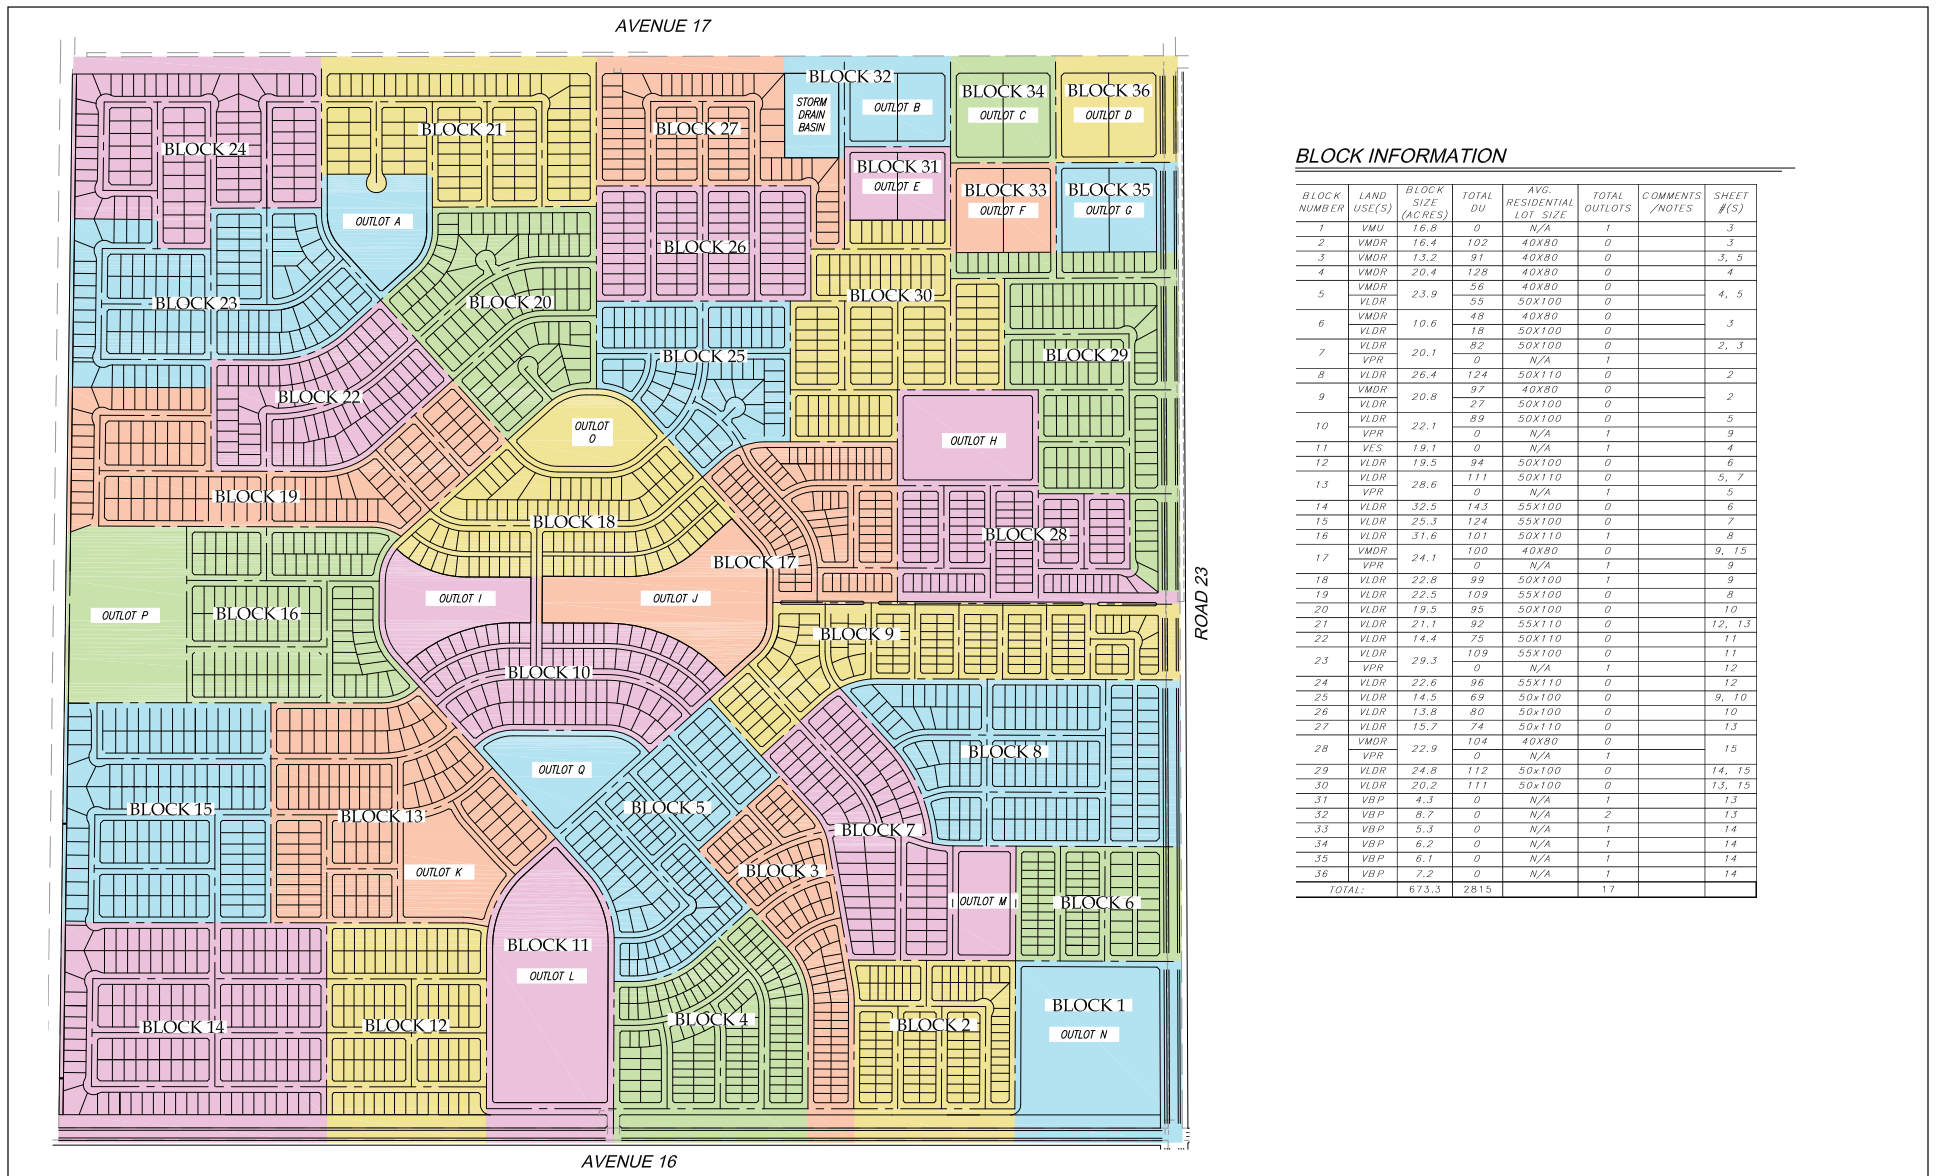 AVENUE 17
BLOCK 32
STORM
DRAIN
BASIN
OUTLOT B
BLOCK 34
OUTLOT C
BLOCK 36
OUTLOT D
BLOCK 21
BLOCK 27
BLOCK 24
BLOCK 31
OUTLOT E
BLOCK 33
OUTLOT F
BLOCK 35
OUTLOT G
OUTLOT A
BLOCK 26
BLOCK 23
BLOCK 20
BLOCK 30
BLOCK 25
BLOCK 29
BLOCK 22
OUTLOT
O
OUTLOT H
BLOCK 19
BLOCK 18
BLOCK 28
BLOCK 17
OUTLOT I
OUTLOT J
OUTLOT P
BLOCK 16
BLOCK 9
ROAD 23
BLOCK 10
BLOCK 8
OUTLOT Q
BLOCK 15
BLOCK 13
BLOCK 5
BLOCK 7
OUTLOT K
BLOCK 3
OUTLOT M
BLOCK 6
BLOCK 11
OUTLOT L
BLOCK 1
OUTLOT N
BLOCK 14
BLOCK 12
BLOCK 4
BLOCK 2
AVENUE 16
BLOCK INFORMATION
BLOCK NUMBER LAND USE(S) BLOCK SIZE (ACRES) TOTAL DU AVG. RESIDENTIAL LOT SIZE TOTAL OUTLOTS COMMENTS /NOTES SHEET #(S)
1 VMU 16.8 0 N/A 1 3
2 VMDR 16.4 102 40X80 0 3
3 VMDR 13.2 91 40X80 0 3, 5
4 VMDR 20.4 128 40X80 0 4
5 VMDR 23.9 56 40X80 0 4, 5
VLDR 55 50X100 0
6 VMDR 10.6 48 40X80 0 3
VLDR 18 50X100 0
7 VLDR 20.1 82 50X100 0 2, 3
VPR 0 N/A 1
8 VLDR 26.4 124 50X110 0 2
9 VMDR 20.8 97 40X80 0 2
VLDR 27 50X100 0
10 VLDR 22.1 89 50X100 0 5
VPR 0 N/A 1 9
11 VES 19.1 0 N/A 1 4
12 VLDR 19.5 94 50X100 0 6
13 VLDR 28.6 111 50X110 0 5, 7
VPR 0 N/A 1 5
14 VLDR 32.5 143 55X100 0 6
15 VLDR 25.3 124 55X100 0 7
16 VLDR 31.6 101 50X110 1 8
17 VMDR 24.1 100 40X80 0 9, 15
VPR 0 N/A 1 9
18 VLDR 22.8 99 50X100 1 9
19 VLDR 22.5 109 55X100 0 8
20 VLDR 19.5 95 50X100 0 10
21 VLDR 21.1 92 55X110 0 12, 13
22 VLDR 14.4 75 50X110 0 11
23 VLDR 29.3 109 55X100 0 11
VPR 0 N/A 1 12
24 VLDR 22.6 96 55X110 0 12
25 VLDR 14.5 69 50x100 0 9, 10
26 VLDR 13.8 80 50x100 0 10
27 VLDR 15.7 74 50x110 0 13
28 VMDR 22.9 104 40X80 0 15
VPR 0 N/A 1
29 VLDR 24.8 112 50x100 0 14, 15
30 VLDR 20.2 111 50x100 0 13, 15
31 VBP 4.3 0 N/A 1 13
32 VBP 8.7 0 N/A 2 13
33 VBP 5.3 0 N/A 1 14
34 VBP 6.2 0 N/A 1 14
35 VBP 6.1 0 N/A 1 14
36 VBP 7.2 0 N/A 1 14
TOTAL: 673.3 2815 17